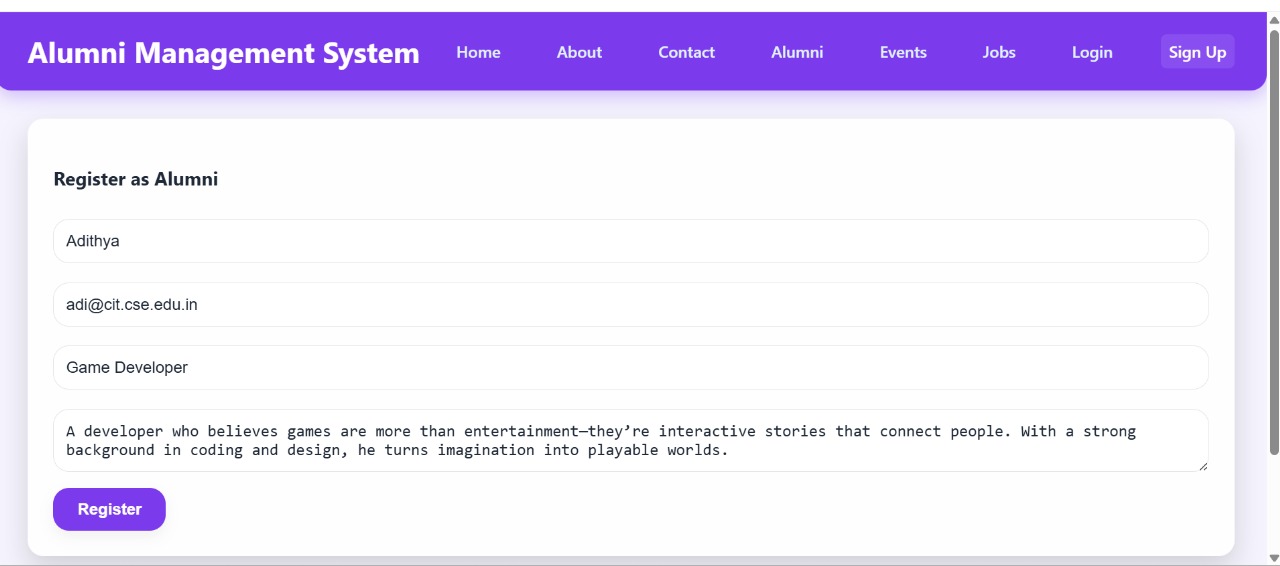 Alumni Management System Home About Contact Alumni Events Jobs Login Sign Up
Register as Alumni
Adithya
adi@cit.cse.edu.in
Game Developer
A developer who believes games are more than entertainment—they’re interactive stories that connect people. With a strong
background in coding and design, he turns imagination into playable worlds.
Register